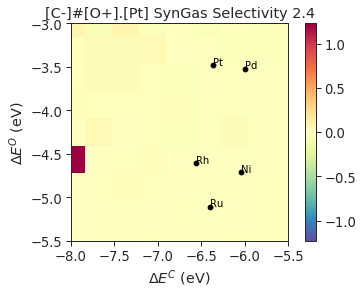 [C-]#[O+].[Pt] SynGas Selectivity 2.4
−3.0
−3.5
−4.0
−4.5
−5.0
−5.5
ΔE^O (eV)
Pt
Pd
Rh
Ni
Ru
−8.0
−7.5
−7.0
−6.5
−6.0
−5.5
ΔE^C (eV)
1.0
0.5
0.0
−0.5
−1.0